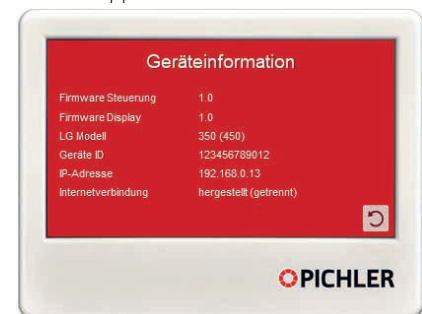 Geräteinformation
Firmware Steuerung 1.0
Firmware Display 1.0
LG Modell 350 (450)
Geräte ID 123456789012
IP-Adresse 192.168.0.13
Internetverbindung hergestellt (getrennt)
PICHLER